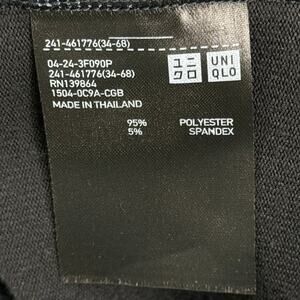 241-461776(34-68)
04-24-3F090P
241-461776(34-68)
RN139864
1504-0C9A-CGB
MADE IN THAILAND
ユニ
クロ
UNI
QLO
95% POLYESTER
5% SPANDEX